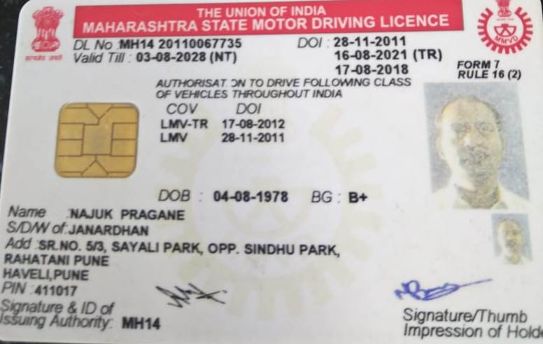 THE UNION OF INDIA
MAHARASHTRA STATE MOTOR DRIVING LICENCE
DL No :MH14 20110067735 DOI : 28-11-2011
Valid Till : 03-08-2028 (NT) 16-08-2021 (TR)
17-08-2018
FORM 7
RULE 16 (2)
AUTHORISAT ON TO DRIVE FOLLOWING CLASS
OF VEHICLES THROUGHOUT INDIA
COV DOI
LMV-TR 17-08-2012
LMV 28-11-2011
DOB : 04-08-1978 BG : B+
Name :NAJUK PRAGANE
S/D/W of:JANARDHAN
Add :SR.NO. 5/3, SAYALI PARK, OPP. SINDHU PARK,
RAHATANI PUNE
HAVELI,PUNE
PIN :411017
Signature & ID of
Issuing Authority: MH14
Signature/Thumb
Impression of Holde
MMVD